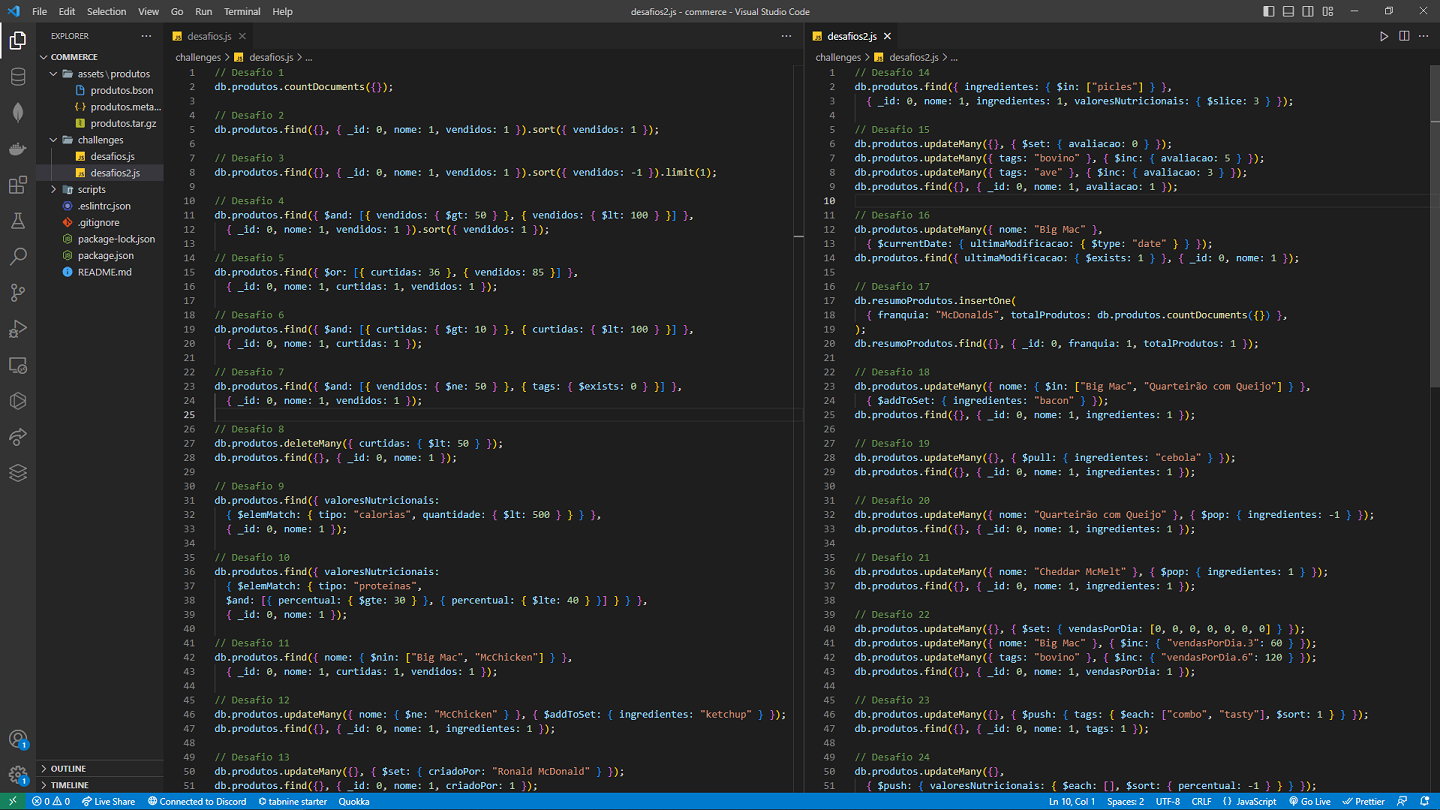 File Edit Selection View Go Run Terminal Help
desafios2.js - commerce - Visual Studio Code
EXPLORER
COMMERCE
assets\produtos
produtos.bson
produtos.meta...
produtos.tar.gz
challenges
desafios.js
desafios2.js
scripts
.eslintrc.json
.gitignore
package-lock.json
package.json
README.md
OUTLINE
TIMELINE
1
1
desafios.js
challenges > desafios.js > ...
1 // Desafio 1
2 db.produtos.countDocuments({});
3
4 // Desafio 2
5 db.produtos.find({}, { _id: 0, nome: 1, vendidos: 1 }).sort({ vendidos: 1 });
6
7 // Desafio 3
8 db.produtos.find({}, { _id: 0, nome: 1, vendidos: 1 }).sort({ vendidos: -1 }).limit(1);
9
10 // Desafio 4
11 db.produtos.find({ $and: [{ vendidos: { $gt: 50 } }, { vendidos: { $lt: 100 } }] },
12 { _id: 0, nome: 1, vendidos: 1 }).sort({ vendidos: 1 });
13
14 // Desafio 5
15 db.produtos.find({ $or: [{ curtidas: 36 }, { vendidos: 85 }] },
16 { _id: 0, nome: 1, curtidas: 1, vendidos: 1 });
17
18 // Desafio 6
19 db.produtos.find({ $and: [{ curtidas: { $gt: 10 } }, { curtidas: { $lt: 100 } }] },
20 { _id: 0, nome: 1, curtidas: 1 });
21
22 // Desafio 7
23 db.produtos.find({ $and: [{ vendidos: { $ne: 50 } }, { tags: { $exists: 0 } }] },
24 { _id: 0, nome: 1, vendidos: 1 });
25
26 // Desafio 8
27 db.produtos.deleteMany({ curtidas: { $lt: 50 } });
28 db.produtos.find({}, { _id: 0, nome: 1 });
29
30 // Desafio 9
31 db.produtos.find({ valoresNutricionais:
32 { $elemMatch: { tipo: "calorias", quantidade: { $lt: 500 } } } },
33 { _id: 0, nome: 1 });
34
35 // Desafio 10
36 db.produtos.find({ valoresNutricionais:
37 { $elemMatch: { tipo: "proteínas",
38 $and: [{ percentual: { $gte: 30 } }, { percentual: { $lte: 40 } }] } } },
39 { _id: 0, nome: 1 });
40
41 // Desafio 11
42 db.produtos.find({ nome: { $nin: ["Big Mac", "McChicken"] } },
43 { _id: 0, nome: 1, curtidas: 1, vendidos: 1 });
44
45 // Desafio 12
46 db.produtos.updateMany({ nome: { $ne: "McChicken" } }, { $addToSet: { ingredientes: "ketchup" } });
47 db.produtos.find({}, { _id: 0, nome: 1, ingredientes: 1 });
48
49 // Desafio 13
50 db.produtos.updateMany({}, { $set: { criadoPor: "Ronald McDonald" } });
51 db.produtos.find({}, { _id: 0, nome: 1, criadoPor: 1 });
desafios2.js
challenges > desafios2.js > ...
1 // Desafio 14
2 db.produtos.find({ ingredientes: { $in: ["picles"] } },
3 { _id: 0, nome: 1, ingredientes: 1, valoresNutricionais: { $slice: 3 } });
4
5 // Desafio 15
6 db.produtos.updateMany({}, { $set: { avaliacao: 0 } });
7 db.produtos.updateMany({ tags: "bovino" }, { $inc: { avaliacao: 5 } });
8 db.produtos.updateMany({ tags: "ave" }, { $inc: { avaliacao: 3 } });
9 db.produtos.find({}, { _id: 0, nome: 1, avaliacao: 1 });
10
11 // Desafio 16
12 db.produtos.updateMany({ nome: "Big Mac" },
13 { $currentDate: { ultimaModificacao: { $type: "date" } } });
14 db.produtos.find({ ultimaModificacao: { $exists: 1 } }, { _id: 0, nome: 1 });
15
16 // Desafio 17
17 db.resumoProdutos.insertOne(
18 { franquia: "McDonalds", totalProdutos: db.produtos.countDocuments({}) },
19 );
20 db.resumoProdutos.find({}, { _id: 0, franquia: 1, totalProdutos: 1 });
21
22 // Desafio 18
23 db.produtos.updateMany({ nome: { $in: ["Big Mac", "Quarteirão com Queijo"] } },
24 { $addToSet: { ingredientes: "bacon" } });
25 db.produtos.find({}, { _id: 0, nome: 1, ingredientes: 1 });
26
27 // Desafio 19
28 db.produtos.updateMany({}, { $pull: { ingredientes: "cebola" } });
29 db.produtos.find({}, { _id: 0, nome: 1, ingredientes: 1 });
30
31 // Desafio 20
32 db.produtos.updateMany({ nome: "Quarteirão com Queijo" }, { $pop: { ingredientes: -1 } });
33 db.produtos.find({}, { _id: 0, nome: 1, ingredientes: 1 });
34
35 // Desafio 21
36 db.produtos.updateMany({ nome: "Cheddar McMelt" }, { $pop: { ingredientes: 1 } });
37 db.produtos.find({}, { _id: 0, nome: 1, ingredientes: 1 });
38
39 // Desafio 22
40 db.produtos.updateMany({}, { $set: { vendasPorDia: [0, 0, 0, 0, 0, 0, 0] } });
41 db.produtos.updateMany({ nome: "Big Mac" }, { $inc: { "vendasPorDia.3": 60 } });
42 db.produtos.updateMany({ tags: "bovino" }, { $inc: { "vendasPorDia.6": 120 } });
43 db.produtos.find({}, { _id: 0, nome: 1, vendasPorDia: 1 });
44
45 // Desafio 23
46 db.produtos.updateMany({}, { $push: { tags: { $each: ["combo", "tasty"], $sort: 1 } } });
47 db.produtos.find({}, { _id: 0, nome: 1, tags: 1 });
48
49 // Desafio 24
50 db.produtos.updateMany({},
51 { $push: { valoresNutricionais: { $each: [], $sort: { percentual: -1 } } } });
0 0 Live Share Connected to Discord tabnine starter Quokka
Ln 10, Col 1 Spaces: 2 UTF-8 CRLF {} JavaScript Go Live Prettier